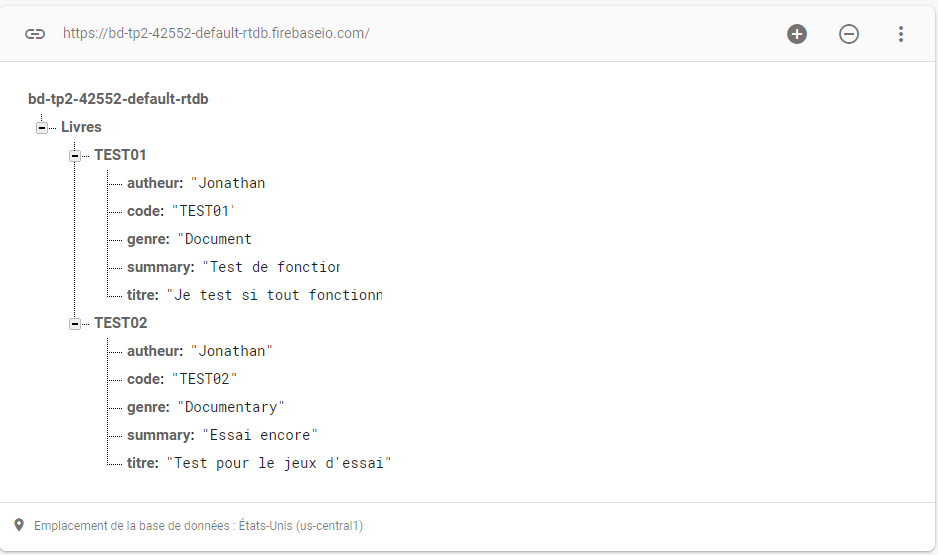 https://bd-tp2-42552-default-rtdb.firebaseio.com/
bd-tp2-42552-default-rtdb
Livres
TEST01
autheur: "Jonathan
code: "TEST01'
genre: "Document
summary: "Test de fonction
titre: "Je test si tout fonctionn
TEST02
autheur: "Jonathan"
code: "TEST02"
genre: "Documentary"
summary: "Essai encore"
titre: "Test pour le jeux d'essai"
Emplacement de la base de données : États-Unis (us-central1)